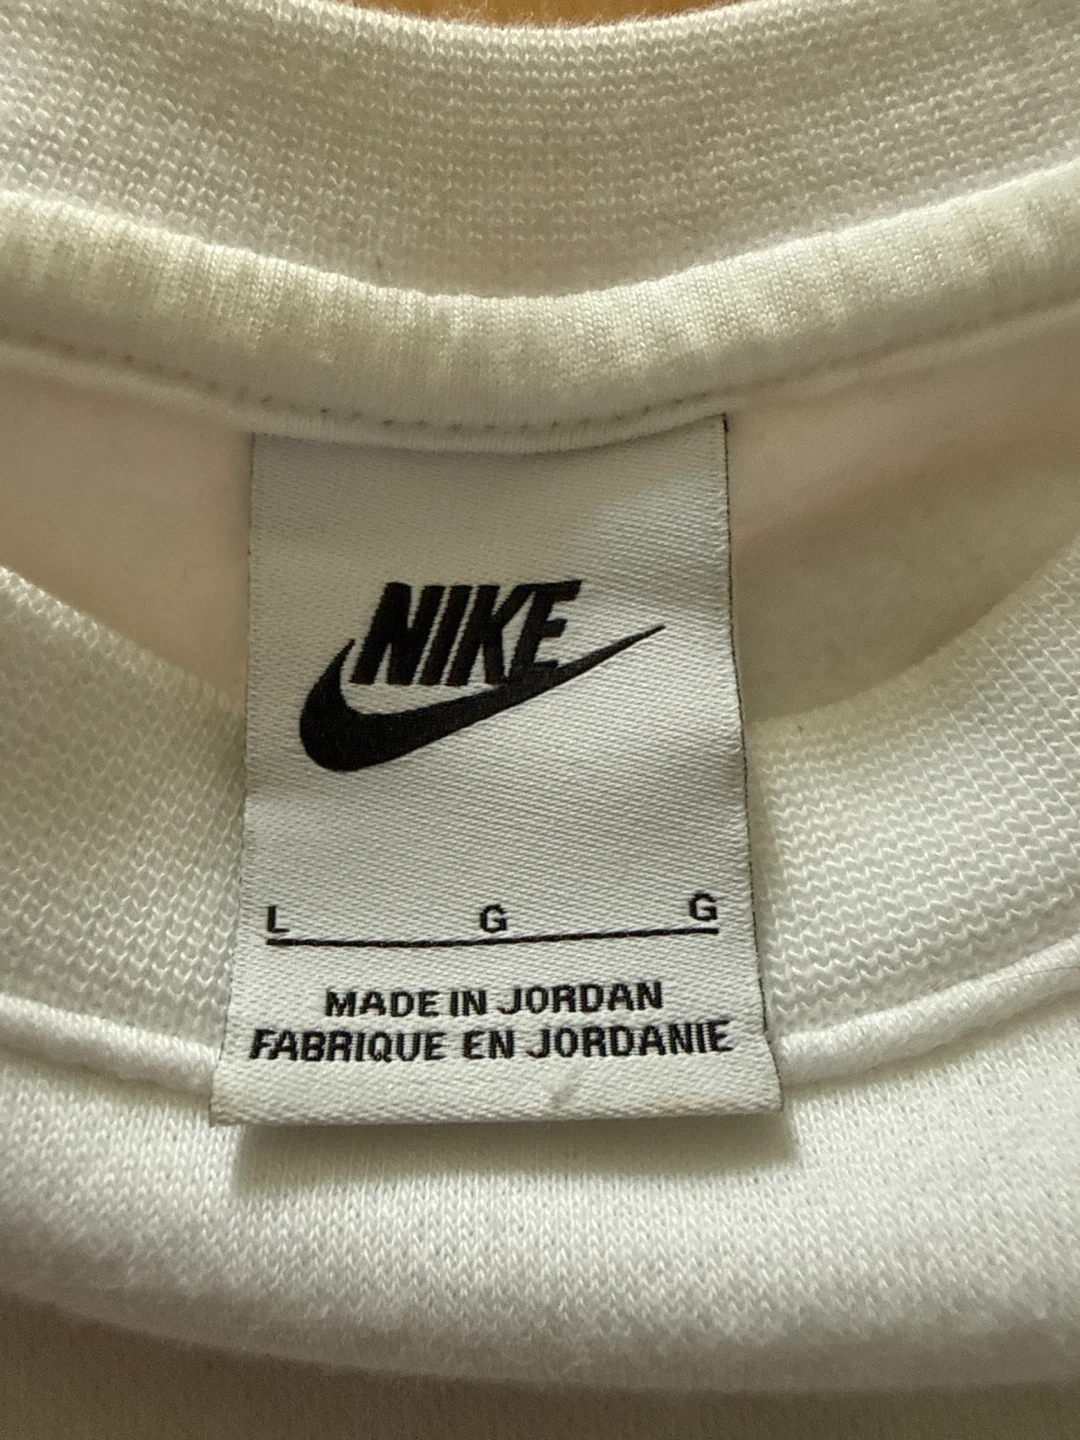 NIKE
L G G
MADE IN JORDAN
FABRIQUE EN JORDANIE